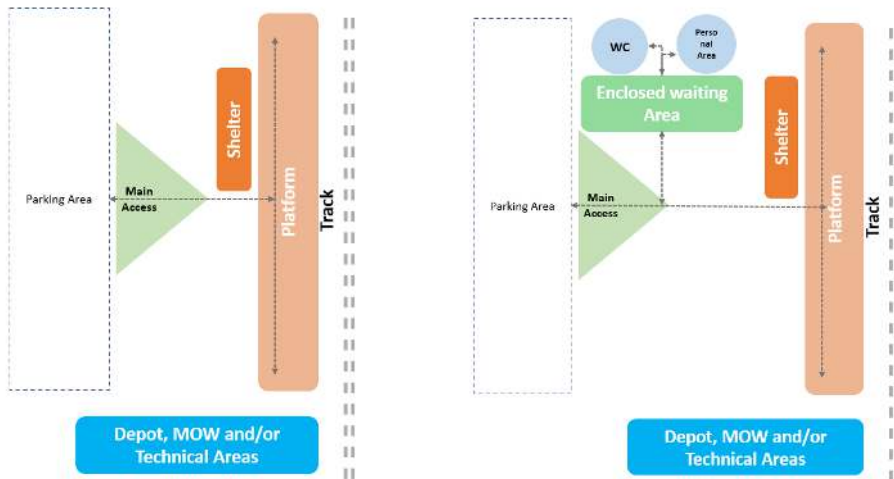 Parking Area
Main
Access
Shelter
Platform
Track
Depot, MOW and/or
Technical Areas
WC
Perso
nal
Area
Enclosed waiting
Area
Parking Area
Main
Access
Shelter
Platform
Track
Depot, MOW and/or
Technical Areas